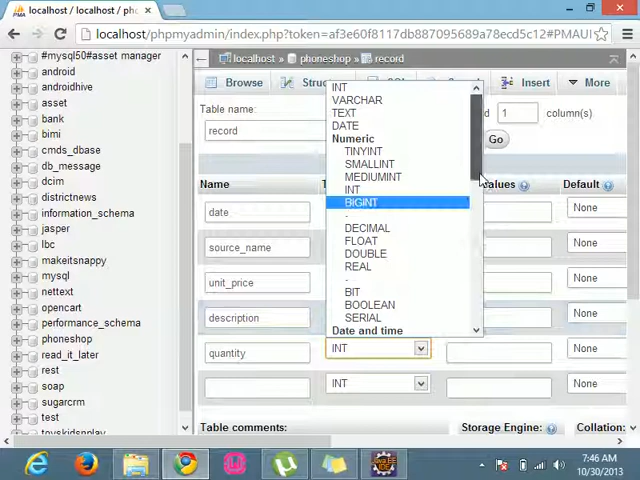 localhost / localhost / pho
localhost/phpmyadmin/index.php?token=af3e60f8117db887095689a78ecd5c12#PMAUI
#mysql50#asset manager
android
androidhive
asset
bank
bimi
cmds_dbase
db_message
dcim
districtnews
information_schema
jasper
lbc
makeitsnappy
mysql
nettext
opencart
performance_schema
phoneshop
read_it_later
rest
soap
sugarcrm
test
localhost » phoneshop » record
Browse
Insert
More
Table name:
record
1 column(s)
Go
Name
Default
date
source_name
unit_price
description
quantity
INT
VARCHAR
TEXT
DATE
Numeric
TINYINT
SMALLINT
MEDIUMINT
INT
BIGINT
-
DECIMAL
FLOAT
DOUBLE
REAL
-
BIT
BOOLEAN
SERIAL
Date and time
INT
INT
None
None
None
None
None
None
Table comments:
Storage Engine:
Collation:
7:46 AM
10/30/2013